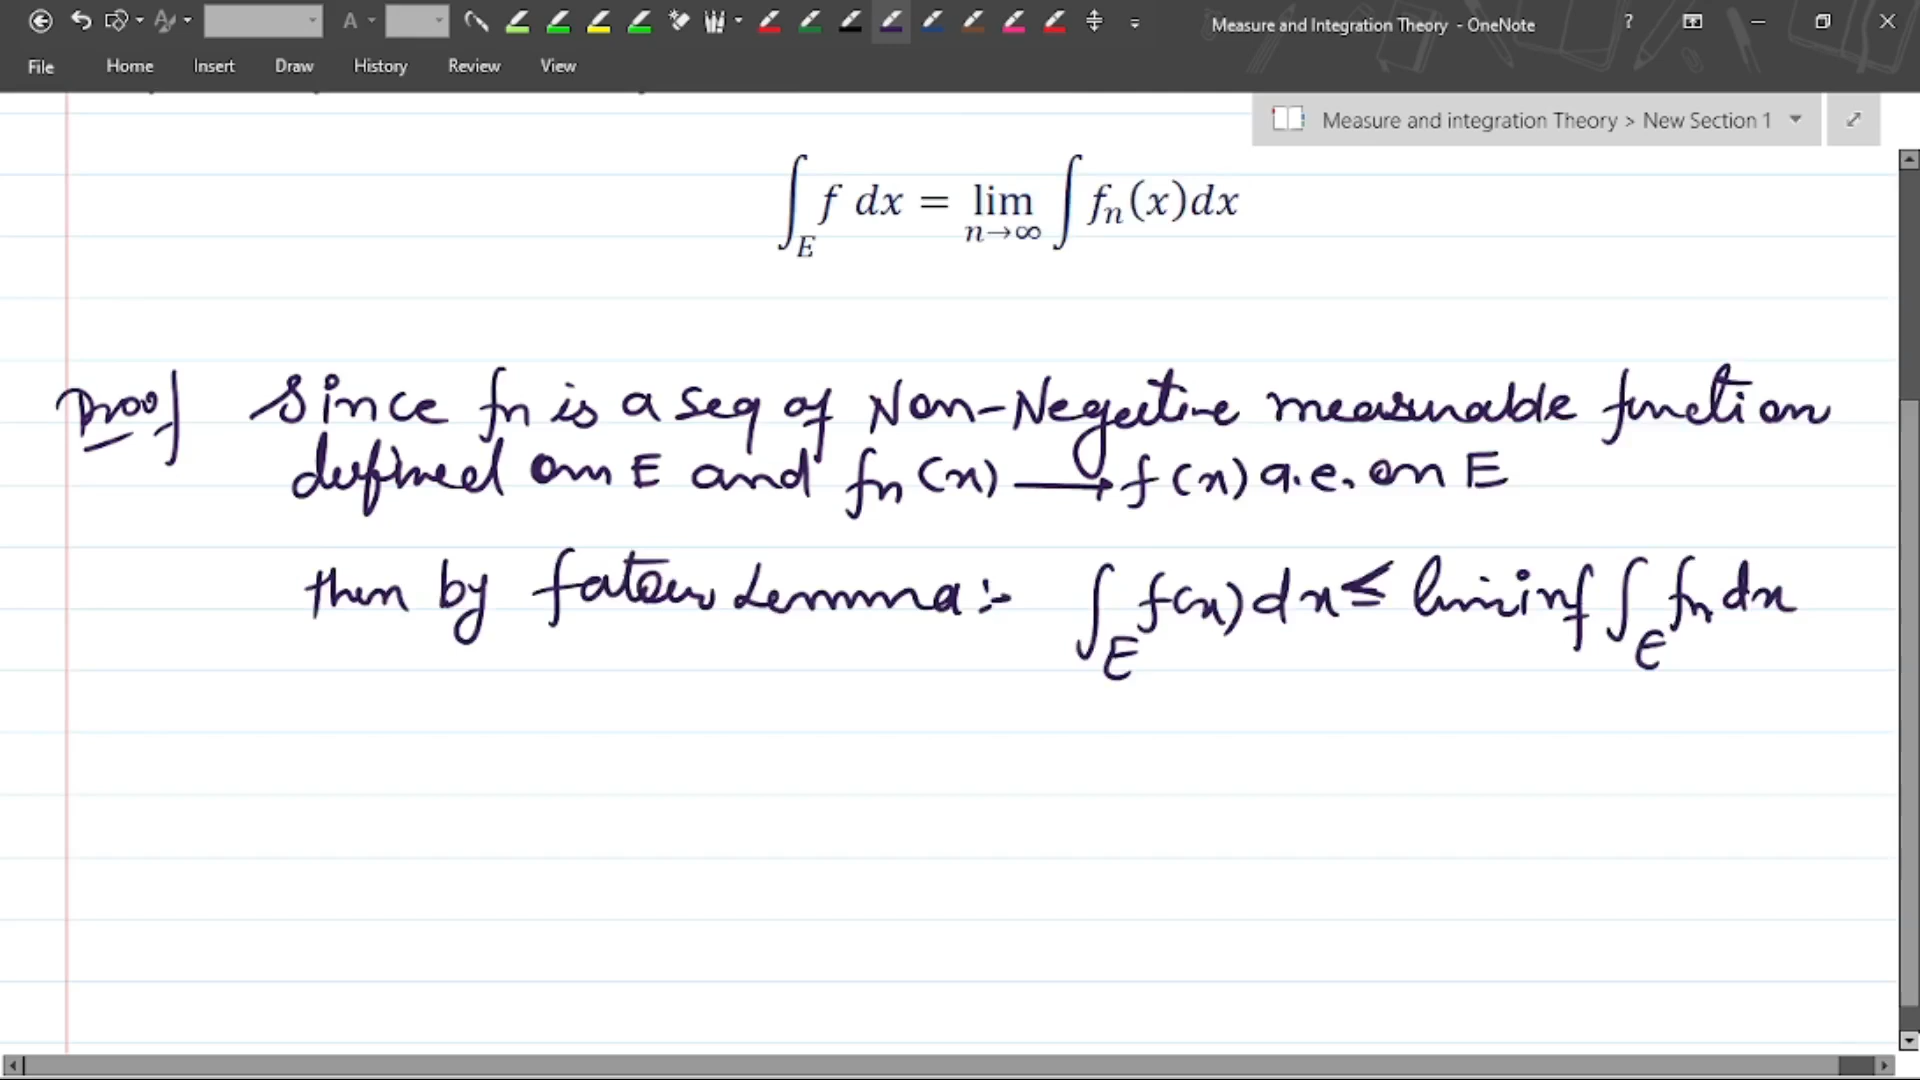 Measure and Integration Theory - OneNote
File Home Insert Draw History Review View
Measure and integration Theory > New Section 1
∫_E f dx = lim_{n→∞} ∫ f_n(x)dx
Proof Since fn is a seq of Non-Negative measurable function
defined on E and fn(x) → f(x) a.e. on E
then by fatou Lemma:- ∫_E f(x)dx ≤ lim inf ∫_E fn dx